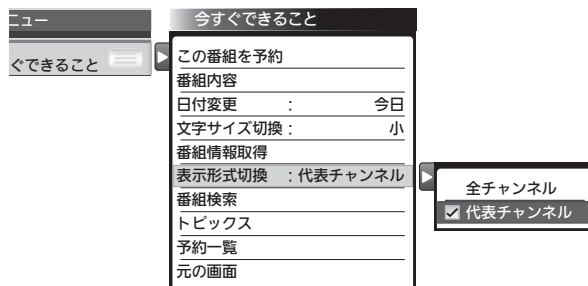 ニュー
ぐできること
今すぐできること
この番組を予約
番組内容
日付変更 : 今日
文字サイズ切換 : 小
番組情報取得
表示形式切換 : 代表チャンネル
番組検索
トピックス
予約一覧
元の画面
全チャンネル
代表チャンネル